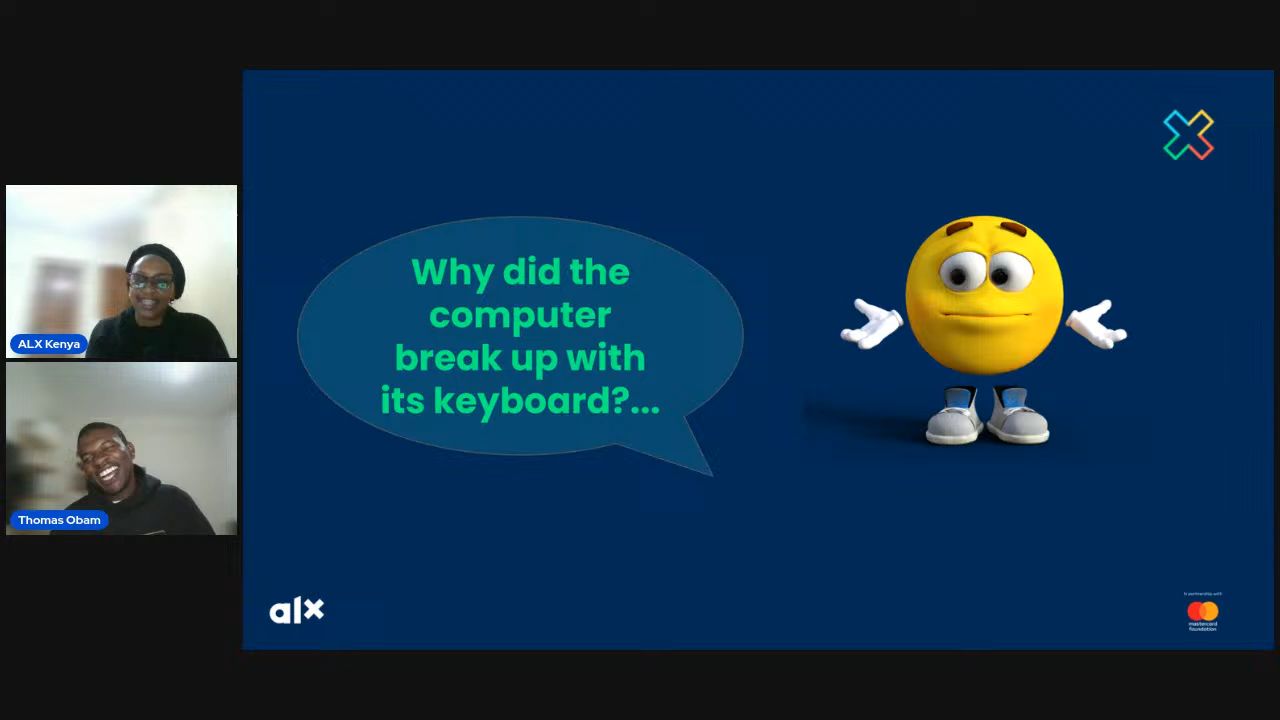 Why did the
computer
break up with
its keyboard?...
ALX Kenya
Thomas Obam
alx
In partnership with
mastercard
foundation